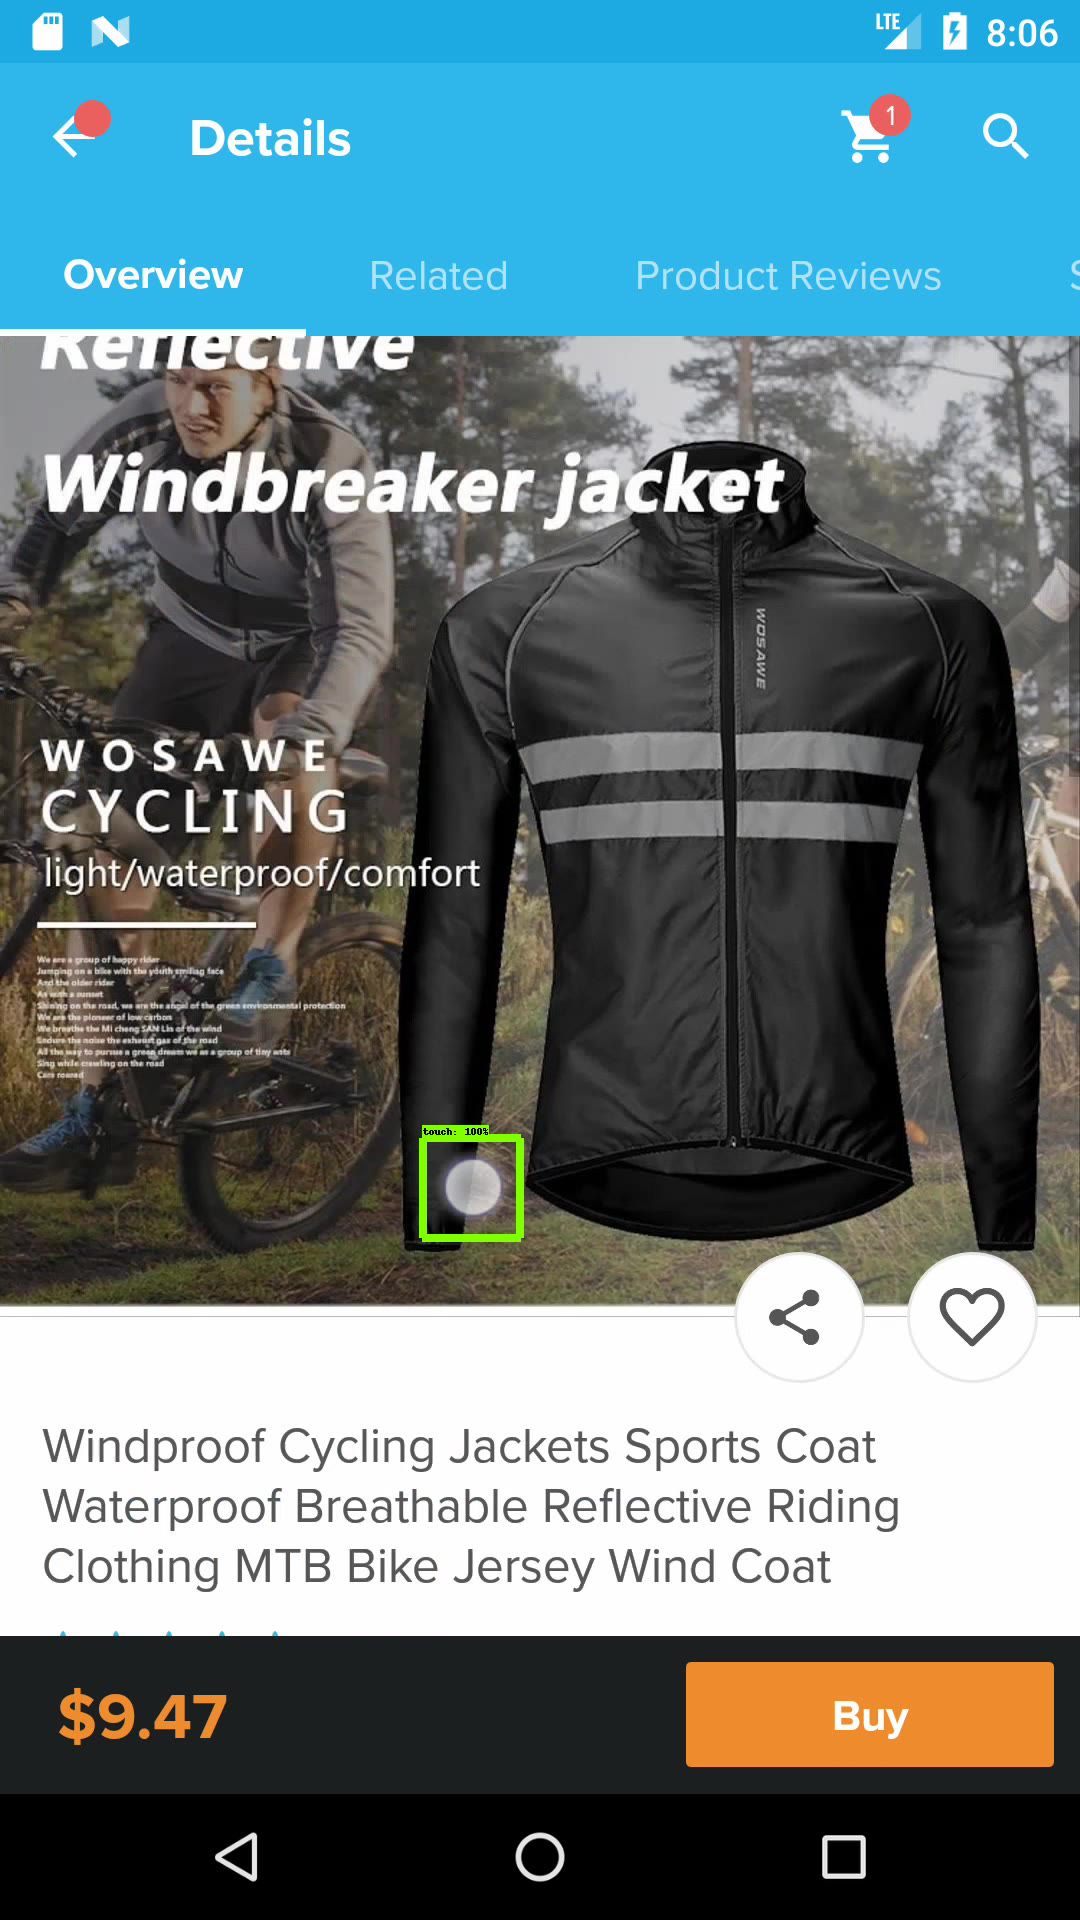 LTE 8:06
Details 1
Overview Related Product Reviews S
Reflective
Windbreaker jacket
WOSAWE
WOSAWE
CYCLING
light/waterproof/comfort
We are a group of happy rider
Jumping on a bike with the youth smiling face
And the older rider
As with a sunset
Shining on the road, we are the angel of the green environmental protection
We are the pioneer of low carbon
We breathe the Mi cheng SAN Lin of the wind
Endure the noise the exhaust gas of the road
All the way to pursue a green dream we as a group of tiny ants
Sing while crawling on the road
Cars roared
touch: 100%
Windproof Cycling Jackets Sports Coat
Waterproof Breathable Reflective Riding
Clothing MTB Bike Jersey Wind Coat
$9.47 Buy